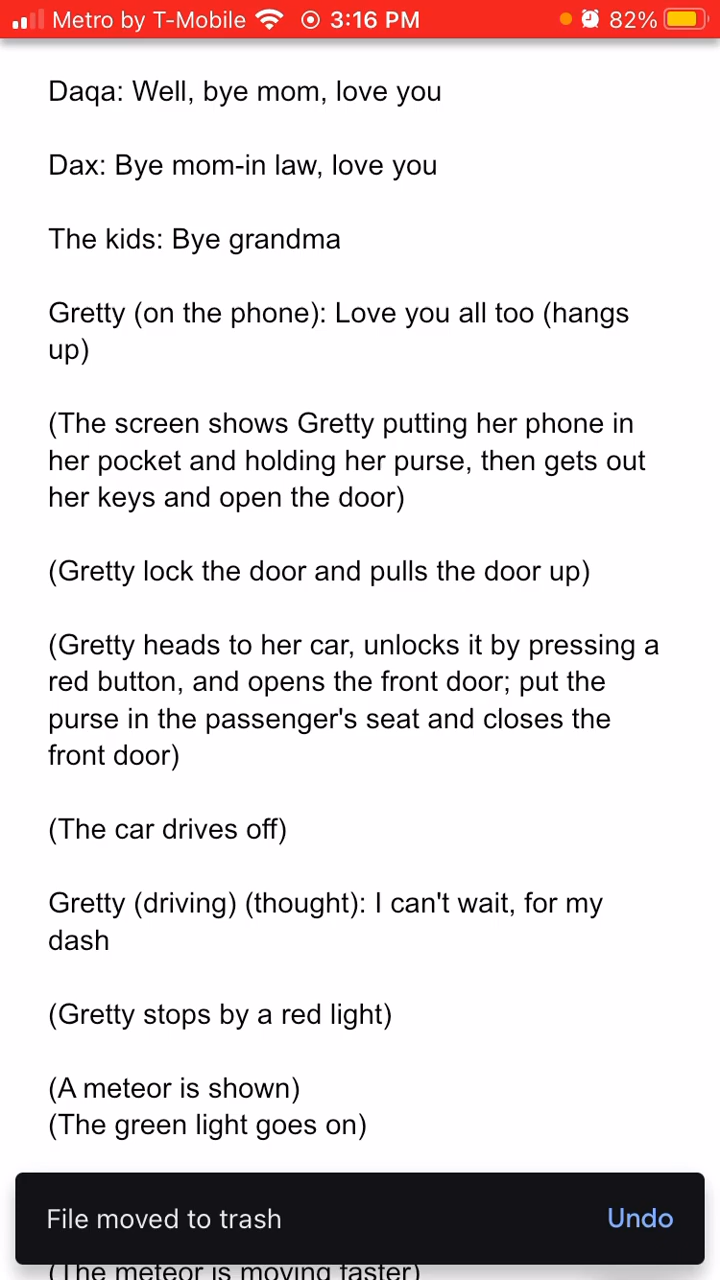 Metro by T-Mobile 3:16 PM 82%
Daqa: Well, bye mom, love you
Dax: Bye mom-in law, love you
The kids: Bye grandma
Gretty (on the phone): Love you all too (hangs
up)
(The screen shows Gretty putting her phone in
her pocket and holding her purse, then gets out
her keys and open the door)
(Gretty lock the door and pulls the door up)
(Gretty heads to her car, unlocks it by pressing a
red button, and opens the front door; put the
purse in the passenger's seat and closes the
front door)
(The car drives off)
Gretty (driving) (thought): I can't wait, for my
dash
(Gretty stops by a red light)
(A meteor is shown)
(The green light goes on)
File moved to trash Undo
(The meteor is moving faster)